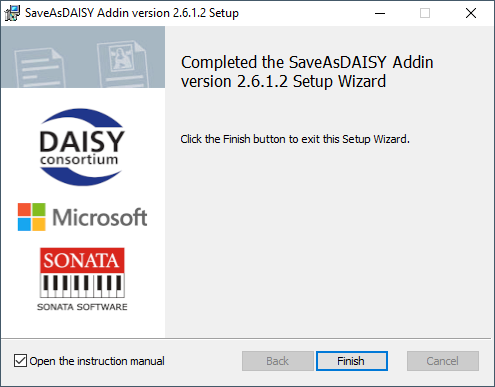 SaveAsDAISY Addin version 2.6.1.2 Setup
Completed the SaveAsDAISY Addin
version 2.6.1.2 Setup Wizard
Click the Finish button to exit this Setup Wizard.
DAISY
consortium
Microsoft
SONATA
SONATA SOFTWARE
Open the instruction manual
Back
Finish
Cancel